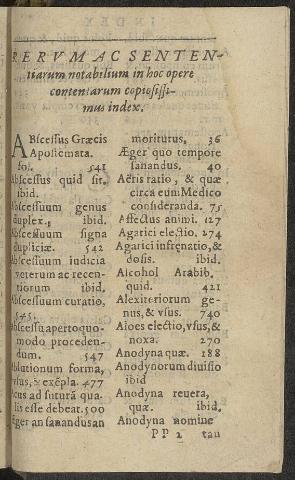 RERVM AC SENTEN-
tiarum notabilium in hoc opere
contentarum copiosissi-
mus index.
ABscessus Græcis
Apostemata.
fol. 541
Abscessus quid sit.
ibid.
Abscessuum genus
duplex. ibid.
Abscessuum signa
duplicia. 542
Abscessuum iudicia
veterum ac recen-
tiorum ibid.
Abscessuum curatio,
545.
Abscessu aperto quo-
modo proceden-
dum. 547
Ablutionum forma,
vsus, & exẽpla. 477
Acus ad suturã qua-
lis esse debeat. 500
Æger an sanandus an
moriturus, 36
Æger quo tempore
sanandus. 40
Aëris ratio, & quæ
circa eum Medico
consideranda. 75
Affectus animi. 127
Agarici electio. 274
Agarici infrenatio, &
dosis. ibid.
Alcohol Arabib.
quid. 421
Alexiteriorum ge-
nus, & vsus. 740
Aloes electio, vsus, &
noxa. 270
Anodyna quæ. 188
Anodynorum diuisio
ibid
Anodyna reuera,
quæ. ibid.
Anodyna nomine
PP 2 tau